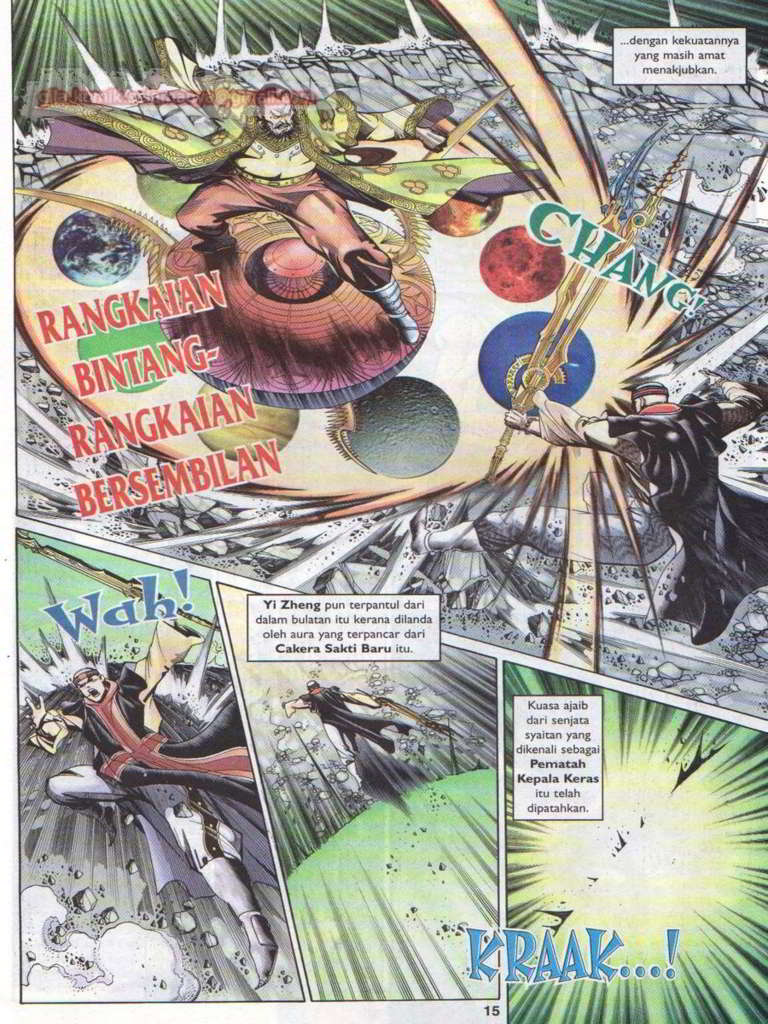 ...dengan kekuatannya
yang masih amat
menakjubkan.
CHANG!
RANGKAIAN
BINTANG-
RANGKAIAN
BERSEMBILAN
Wah!
Yi Zheng pun terpantul dari
dalam bulatan itu kerana dilanda
oleh aura yang terpancar dari
Cakera Sakti Baru itu.
Kuasa ajaib
dari senjata
syaitan yang
dikenali sebagai
Pematah
Kepala Keras
itu telah
dipatahkan.
KRAAK...!
15